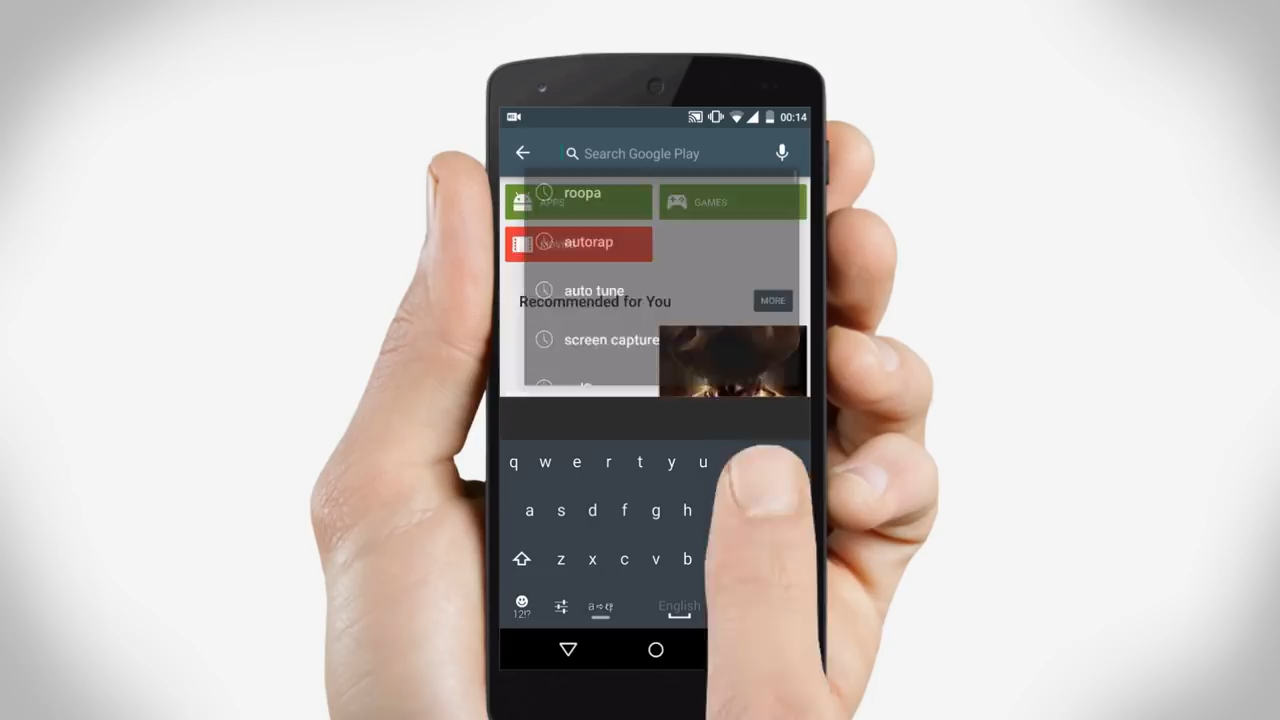 00:14
Search Google Play
roopa
APPS
GAMES
autorap
auto tune
Recommended for You
MORE
screen capture
q w e r t y u
a s d f g h
z x c v b
12!?
English